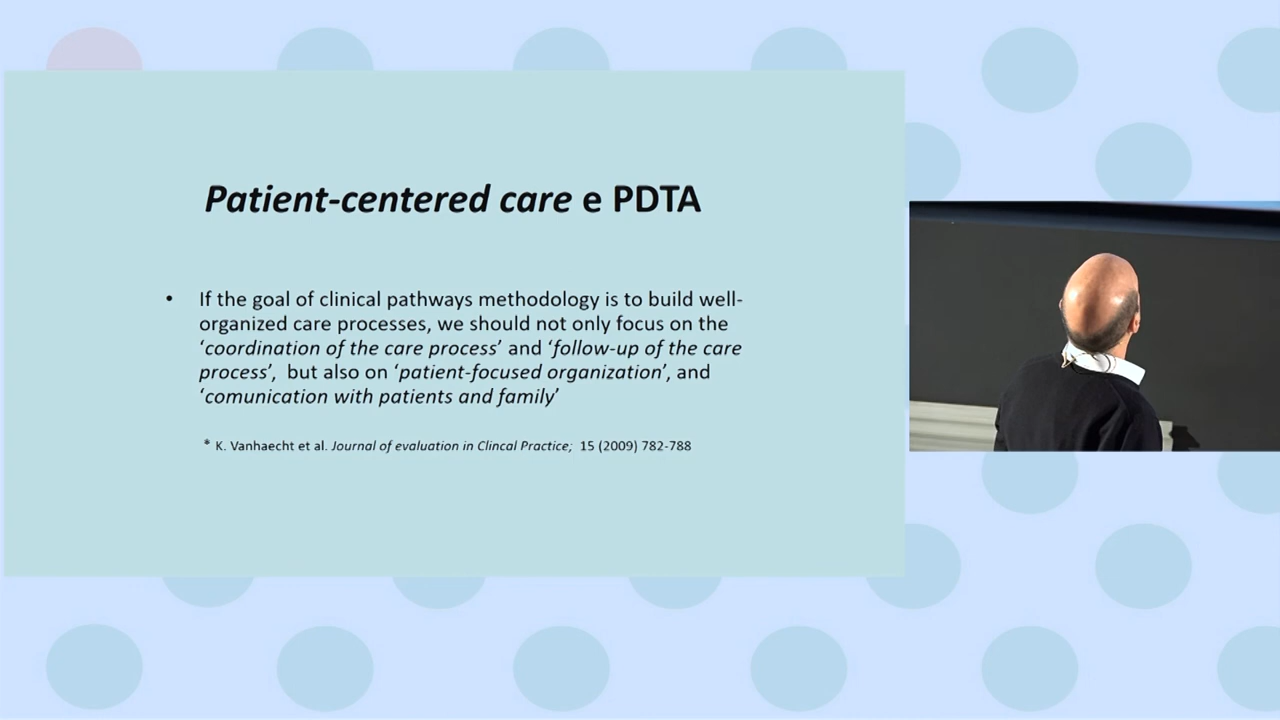 Patient-centered care e PDTA
• If the goal of clinical pathways methodology is to build well-
organized care processes, we should not only focus on the
‘coordination of the care process’ and ‘follow-up of the care
process’, but also on ‘patient-focused organization’, and
‘comunication with patients and family’
* K. Vanhaecht et al. Journal of evaluation in Clincal Practice; 15 (2009) 782-788